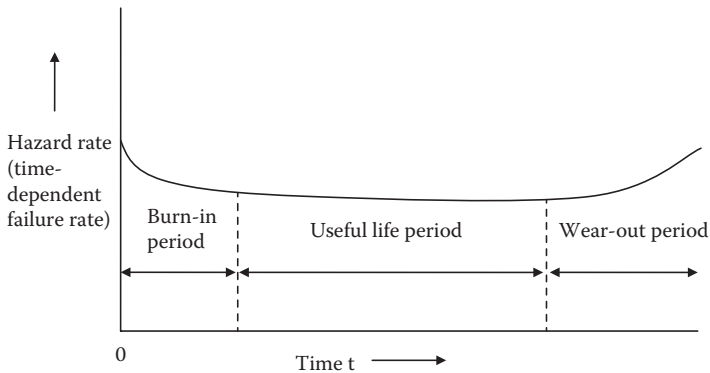 Hazard rate
(time-
dependent
failure rate)
Burn-in
period
Useful life period
Wear-out period
0
Time t